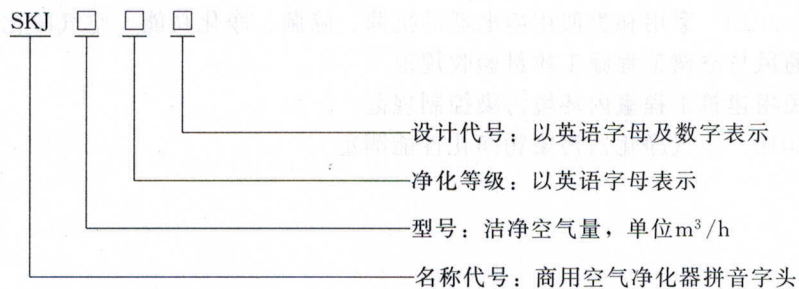 SKJ □ □ □
设计代号：以英语字母及数字表示
净化等级：以英语字母表示
型号：洁净空气量，单位m³/h
名称代号：商用空气净化器拼音字头